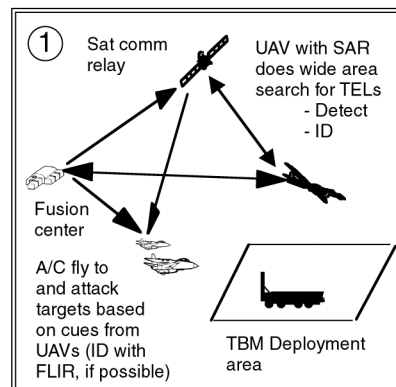 1
Sat comm
relay
UAV with SAR
does wide area
search for TELs
- Detect
- ID
Fusion
center
A/C fly to
and attack
targets based
on cues from
UAVs (ID with
FLIR, if possible)
TBM Deployment
area